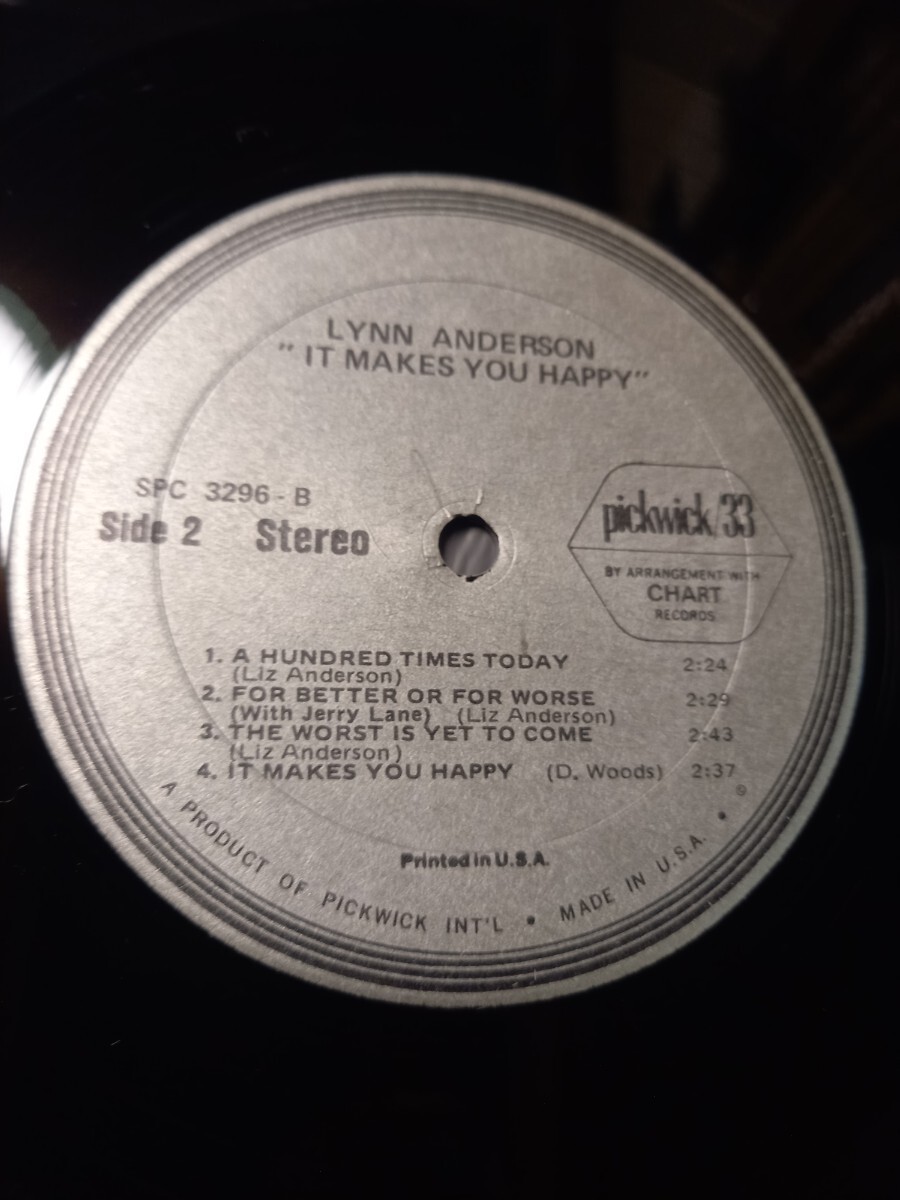 LYNN ANDERSON
"IT MAKES YOU HAPPY"
SPC 3296 - B
Side 2 Stereo
pickwick/33
BY ARRANGEMENT WITH
CHART
RECORDS
1. A HUNDRED TIMES TODAY 2:24
(Liz Anderson)
2. FOR BETTER OR FOR WORSE 2:29
(With Jerry Lane) (Liz Anderson)
3. THE WORST IS YET TO COME 2:43
(Liz Anderson)
4. IT MAKES YOU HAPPY (D. Woods) 2:37
Printed in U.S.A.
A PRODUCT OF PICKWICK INT'L • MADE IN U.S.A. •